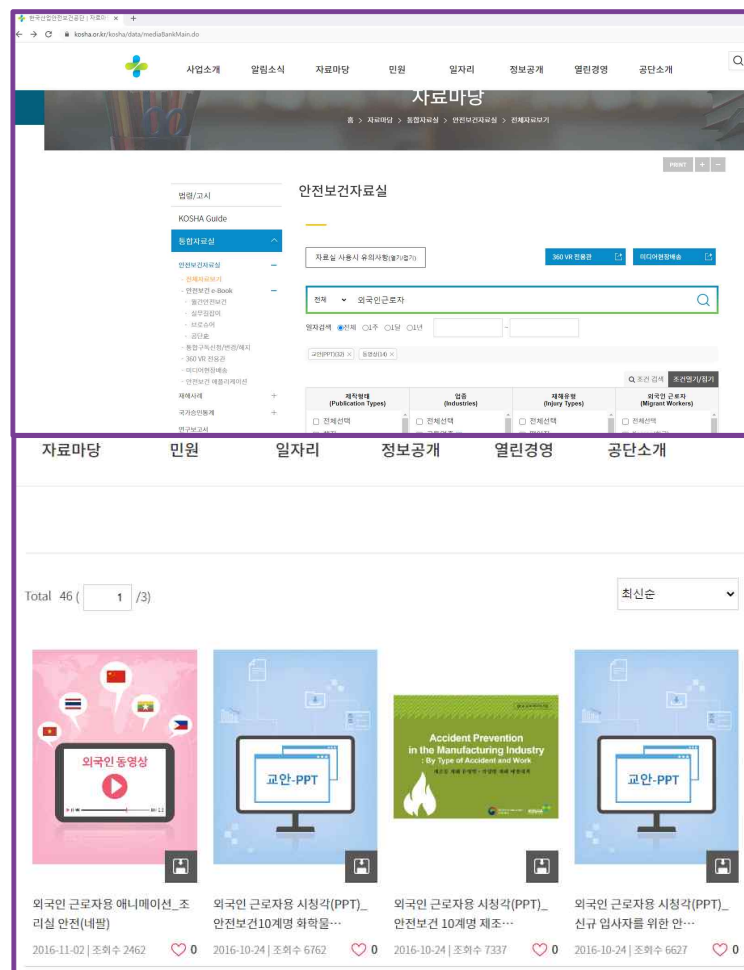 한국산업안전보건공단 | 자료마
kosha.or.kr/kosha/data/mediaBankMain.do
사업소개 알림소식 자료마당 민원 일자리 정보공개 열린경영 공단소개
자료마당
홈 > 자료마당 > 통합자료실 > 안전보건자료실 > 전체자료보기
PRINT + -
안전보건자료실
법령/고시
KOSHA Guide
통합자료실
안전보건자료실
- 전체자료보기
- 안전보건 e-Book
- 월간안전보건
- 실무길잡이
- 브로슈어
- 공단史
- 통합구독신청/변경/해지
- 360 VR 전용관
- 미디어현장배송
- 안전보건 애플리케이션
재해사례 +
국가승인통계 +
연구보고서
자료실 사용시 유의사항(열기/접기)
360 VR 전용관 미디어현장배송
전체 외국인근로자
일자검색 전체 1주 1달 1년 ~
교안(PPT)(32) × 동영상(14) ×
조건 검색 조건열기/접기
제작형태 업종 재해유형 외국인 근로자
(Publication Types) (Industries) (Injury Types) (Migrant Workers)
전체선택 전체선택 전체선택 전체선택
자료마당 민원 일자리 정보공개 열린경영 공단소개
Total 46 ( 1 /3)
최신순
외국인 동영상
교안-PPT
Accident Prevention
in the Manufacturing Industry
: By Type of Accident and Work
교안-PPT
외국인 근로자용 애니메이션_조
리실 안전(네팔)
2016-11-02 | 조회수 2462 0
외국인 근로자용 시청각(PPT)_
안전보건10계명 화학물…
2016-10-24 | 조회수 6762 0
외국인 근로자용 시청각(PPT)_
안전보건 10계명 제조…
2016-10-24 | 조회수 7337 0
외국인 근로자용 시청각(PPT)_
신규 입사자를 위한 안…
2016-10-24 | 조회수 6627 0